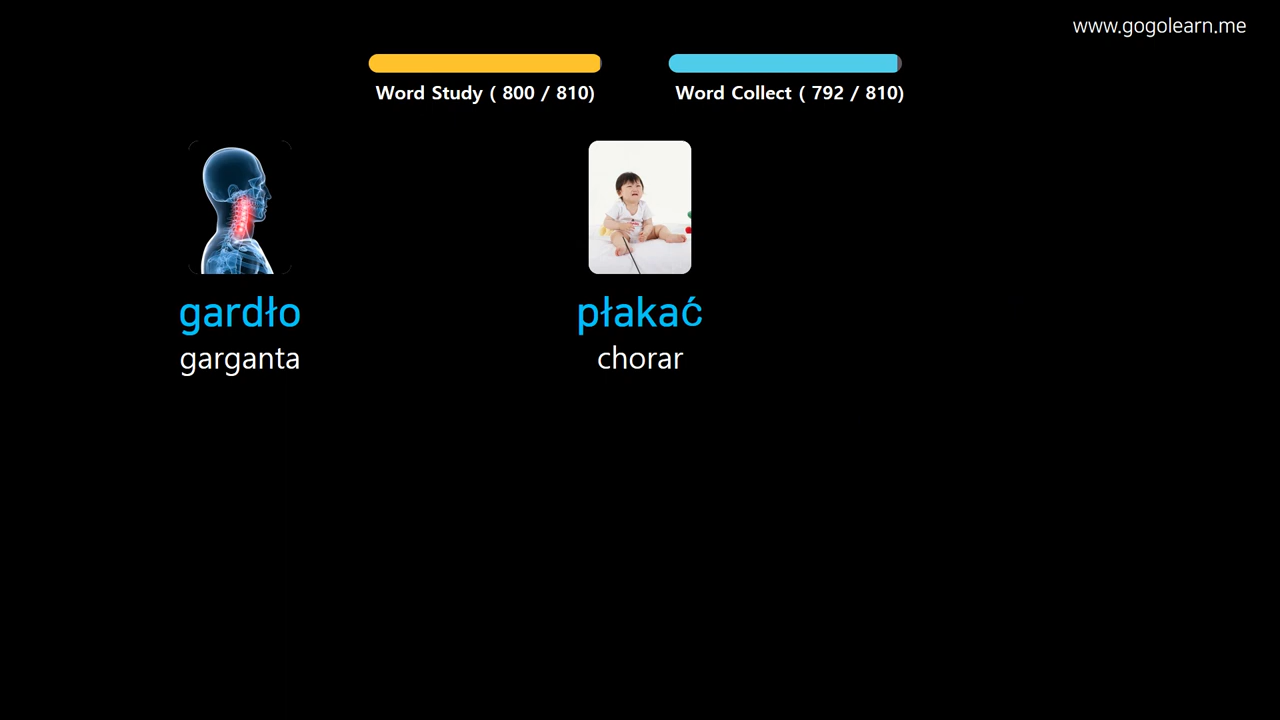 www.gogolearn.me
Word Study ( 800 / 810)
Word Collect ( 792 / 810)
gardło
garganta
płakać
chorar